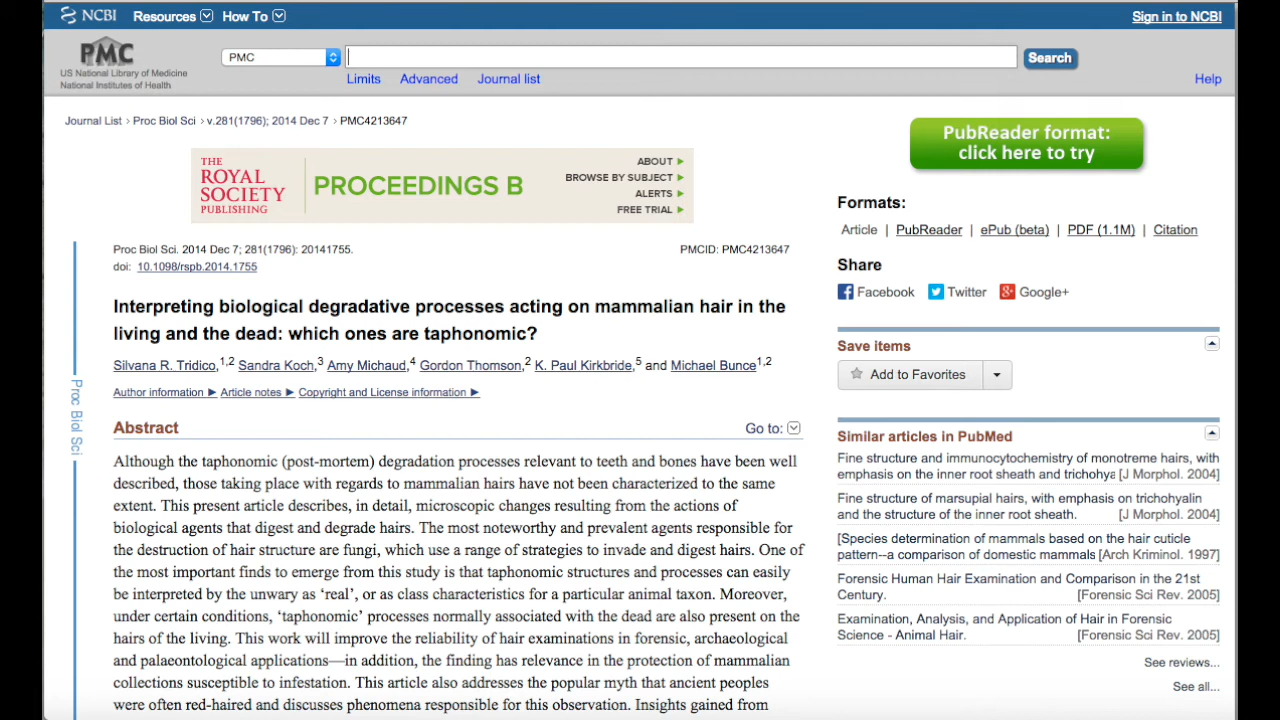 NCBI Resources How To Sign in to NCBI
PMC
US National Library of Medicine
National Institutes of Health
PMC
Search
Limits Advanced Journal list Help
Journal List > Proc Biol Sci > v.281(1796); 2014 Dec 7 > PMC4213647
THE
ROYAL
SOCIETY
PUBLISHING
PROCEEDINGS B
ABOUT
BROWSE BY SUBJECT
ALERTS
FREE TRIAL
Proc Biol Sci. 2014 Dec 7; 281(1796): 20141755. PMCID: PMC4213647
doi: 10.1098/rspb.2014.1755
Interpreting biological degradative processes acting on mammalian hair in the
living and the dead: which ones are taphonomic?
Silvana R. Tridico,1,2 Sandra Koch,3 Amy Michaud,4 Gordon Thomson,2 K. Paul Kirkbride,5 and Michael Bunce1,2
Author information ► Article notes ► Copyright and License information ►
Proc Biol Sci
Abstract Go to:
Although the taphonomic (post-mortem) degradation processes relevant to teeth and bones have been well
described, those taking place with regards to mammalian hairs have not been characterized to the same
extent. This present article describes, in detail, microscopic changes resulting from the actions of
biological agents that digest and degrade hairs. The most noteworthy and prevalent agents responsible for
the destruction of hair structure are fungi, which use a range of strategies to invade and digest hairs. One of
the most important finds to emerge from this study is that taphonomic structures and processes can easily
be interpreted by the unwary as ‘real’, or as class characteristics for a particular animal taxon. Moreover,
under certain conditions, ‘taphonomic’ processes normally associated with the dead are also present on the
hairs of the living. This work will improve the reliability of hair examinations in forensic, archaeological
and palaeontological applications—in addition, the finding has relevance in the protection of mammalian
collections susceptible to infestation. This article also addresses the popular myth that ancient peoples
were often red-haired and discusses phenomena responsible for this observation. Insights gained from
PubReader format:
click here to try
Formats:
Article | PubReader | ePub (beta) | PDF (1.1M) | Citation
Share
Facebook Twitter Google+
Save items
Add to Favorites
Similar articles in PubMed
Fine structure and immunocytochemistry of monotreme hairs, with
emphasis on the inner root sheath and trichohya [J Morphol. 2004]
Fine structure of marsupial hairs, with emphasis on trichohyalin
and the structure of the inner root sheath. [J Morphol. 2004]
[Species determination of mammals based on the hair cuticle
pattern--a comparison of domestic mammals [Arch Kriminol. 1997]
Forensic Human Hair Examination and Comparison in the 21st
Century. [Forensic Sci Rev. 2005]
Examination, Analysis, and Application of Hair in Forensic
Science - Animal Hair. [Forensic Sci Rev. 2005]
See reviews...
See all...